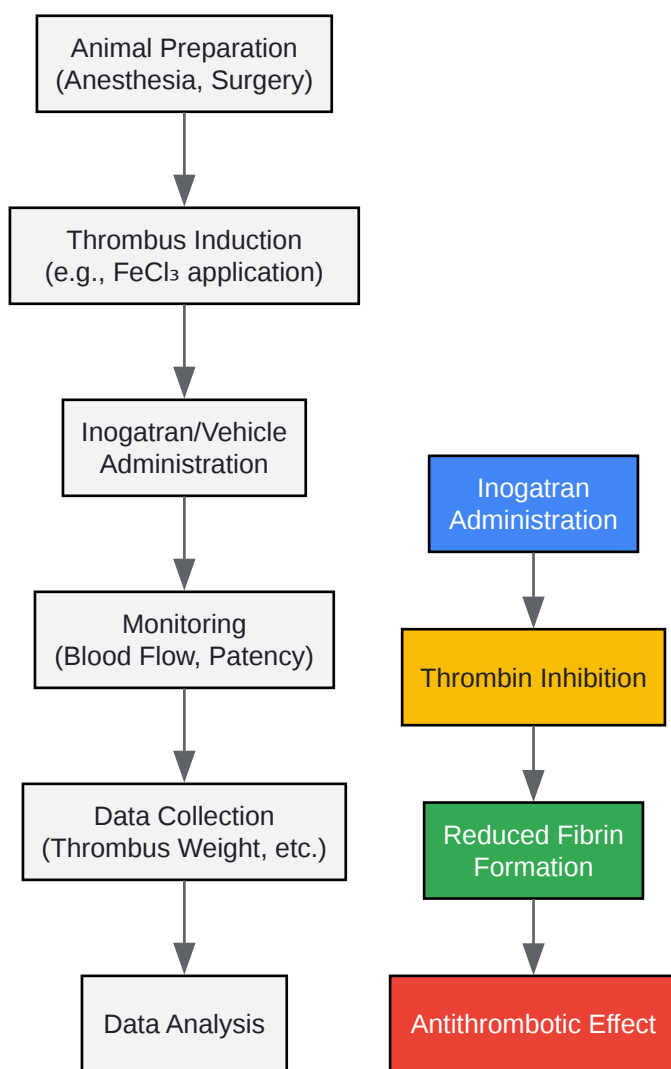 Animal Preparation
(Anesthesia, Surgery)
Thrombus Induction
(e.g., FeCl₃ application)
Inogatran/Vehicle
Administration
Monitoring
(Blood Flow, Patency)
Data Collection
(Thrombus Weight, etc.)
Data Analysis
Inogatran
Administration
Thrombin Inhibition
Reduced Fibrin
Formation
Antithrombotic Effect